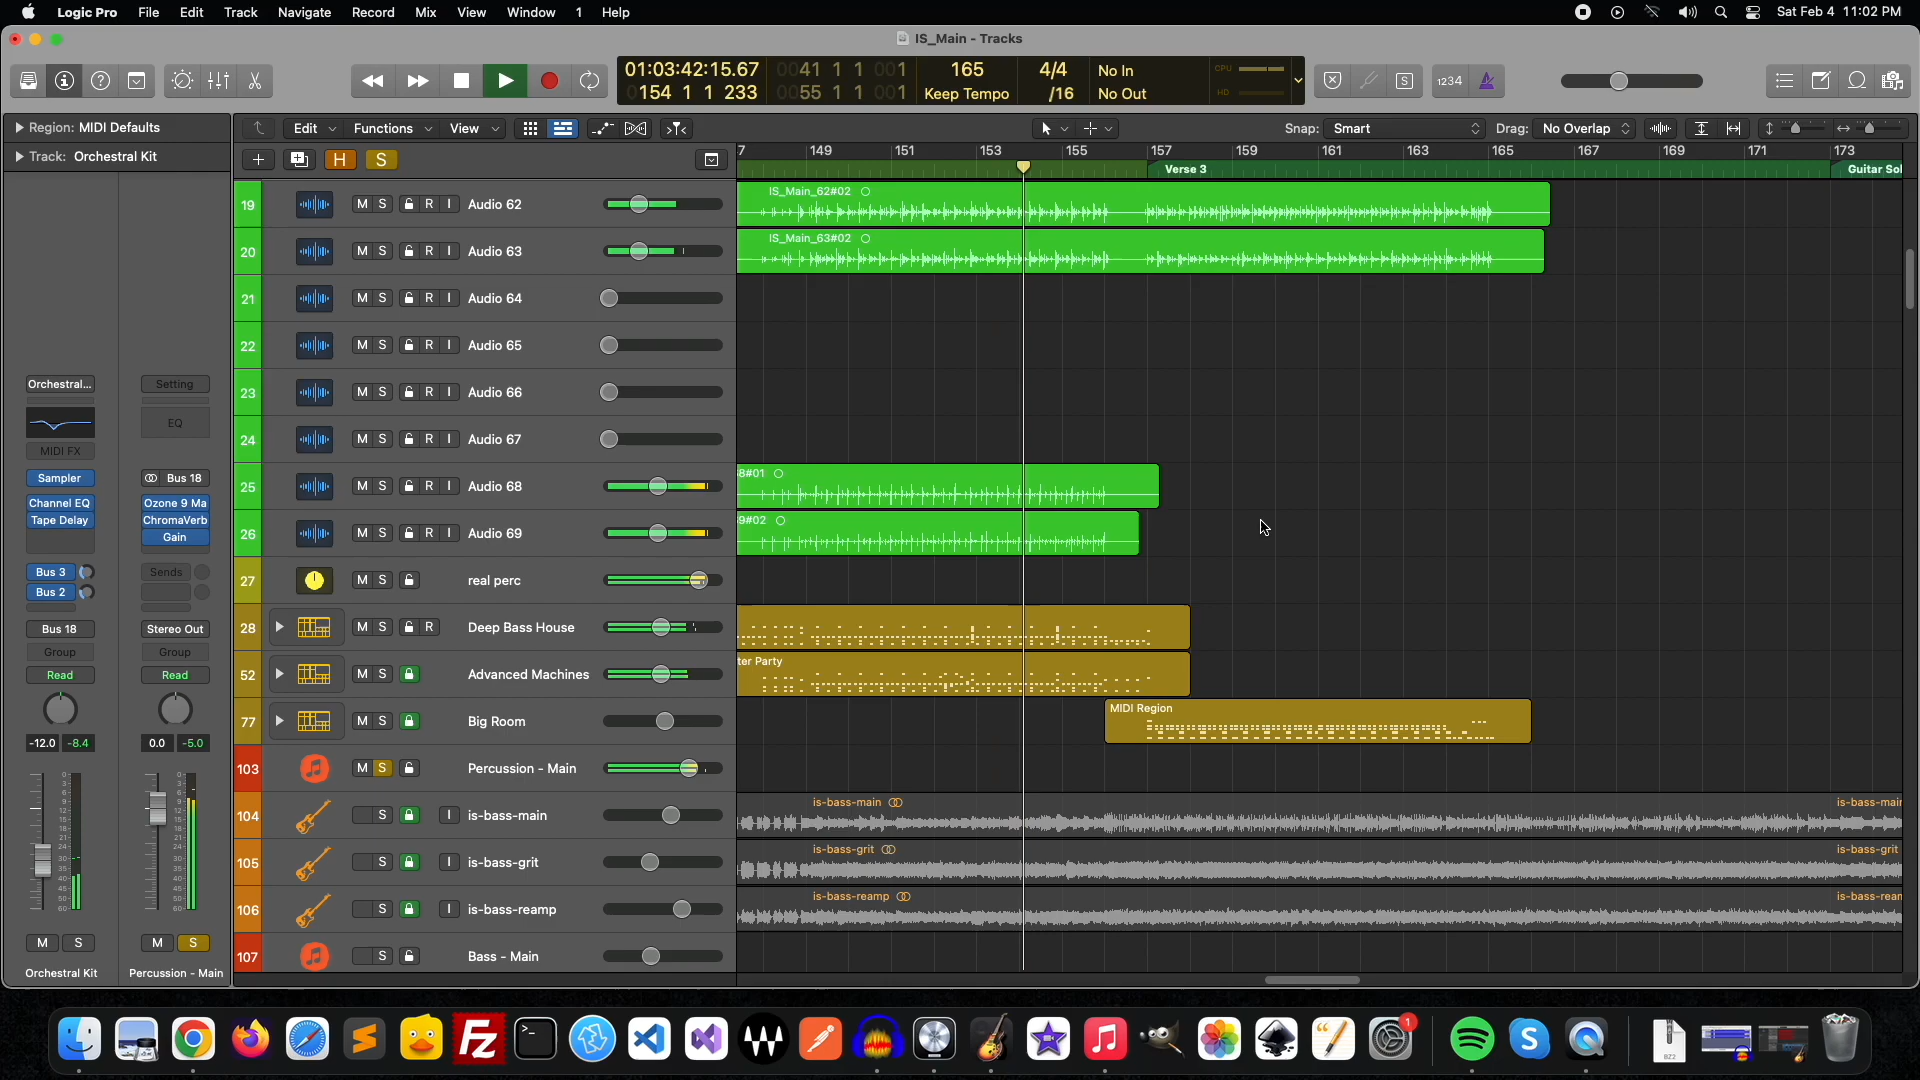 Logic Pro File Edit Track Navigate Record Mix View Window 1 Help Sat Feb 4 11:02 PM
IS_Main - Tracks
01:03:42:15.67 0041 1 1 001 165 4/4 No In CPU
0154 1 1 233 0055 1 1 001 Keep Tempo /16 No Out HD
S 1234
Region: MIDI Defaults Edit Functions View Snap: Smart Drag: No Overlap
Track: Orchestral Kit H S
7 149 151 153 155 157 159 161 163 165 167 169 171 173
Verse 3 Guitar Sol
19 M S R I Audio 62 IS_Main_62#02
20 M S R I Audio 63 IS_Main_63#02
21 M S R I Audio 64
22 M S R I Audio 65
23 M S R I Audio 66
24 M S R I Audio 67
25 M S R I Audio 68 8#01
26 M S R I Audio 69 9#02
27 M S real perc
28 M S R Deep Bass House
52 M S Advanced Machines ter Party
77 M S Big Room MIDI Region
103 M S Percussion - Main
104 S I is-bass-main is-bass-main is-bass-main
105 S I is-bass-grit is-bass-grit is-bass-grit
106 S I is-bass-reamp is-bass-reamp is-bass-rean
107 S Bass - Main
Orchestral... Setting
EQ
MIDI FX
Sampler Bus 18
Channel EQ Ozone 9 Ma
Tape Delay ChromaVerb
Gain
Bus 3 Sends
Bus 2
Bus 18 Stereo Out
Group Group
Read Read
-12.0 -8.4 0.0 -5.0
M S M S
Orchestral Kit Percussion - Main
1
BZ2